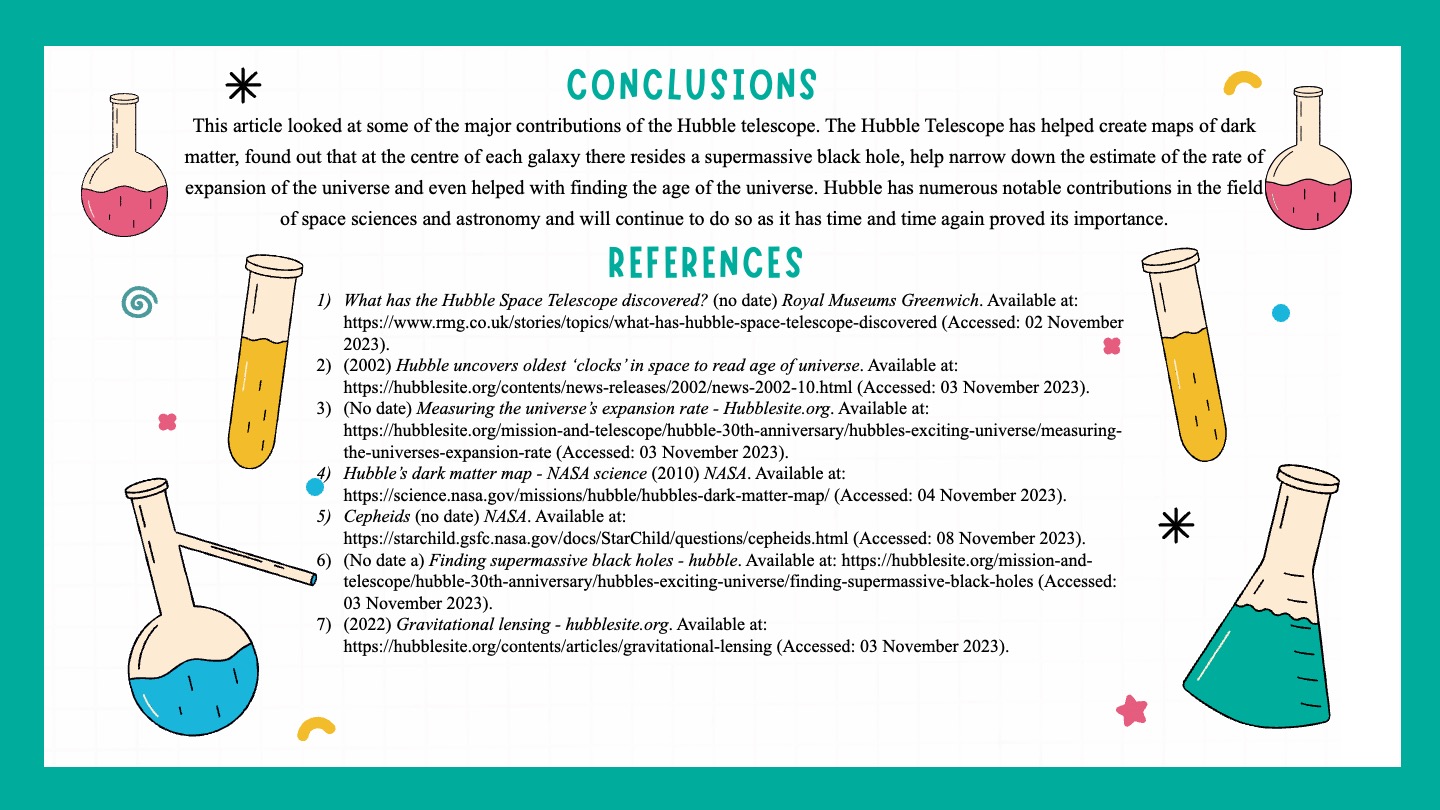 CONCLUSIONS
This article looked at some of the major contributions of the Hubble telescope. The Hubble Telescope has helped create maps of dark
matter, found out that at the centre of each galaxy there resides a supermassive black hole, help narrow down the estimate of the rate of
expansion of the universe and even helped with finding the age of the universe. Hubble has numerous notable contributions in the field
of space sciences and astronomy and will continue to do so as it has time and time again proved its importance.
REFERENCES
1) What has the Hubble Space Telescope discovered? (no date) Royal Museums Greenwich. Available at:
https://www.rmg.co.uk/stories/topics/what-has-hubble-space-telescope-discovered (Accessed: 02 November
2023).
2) (2002) Hubble uncovers oldest ‘clocks’ in space to read age of universe. Available at:
https://hubblesite.org/contents/news-releases/2002/news-2002-10.html (Accessed: 03 November 2023).
3) (No date) Measuring the universe’s expansion rate - Hubblesite.org. Available at:
https://hubblesite.org/mission-and-telescope/hubble-30th-anniversary/hubbles-exciting-universe/measuring-
the-universes-expansion-rate (Accessed: 03 November 2023).
4) Hubble’s dark matter map - NASA science (2010) NASA. Available at:
https://science.nasa.gov/missions/hubble/hubbles-dark-matter-map/ (Accessed: 04 November 2023).
5) Cepheids (no date) NASA. Available at:
https://starchild.gsfc.nasa.gov/docs/StarChild/questions/cepheids.html (Accessed: 08 November 2023).
6) (No date a) Finding supermassive black holes - hubble. Available at: https://hubblesite.org/mission-and-
telescope/hubble-30th-anniversary/hubbles-exciting-universe/finding-supermassive-black-holes (Accessed:
03 November 2023).
7) (2022) Gravitational lensing - hubblesite.org. Available at:
https://hubblesite.org/contents/articles/gravitational-lensing (Accessed: 03 November 2023).